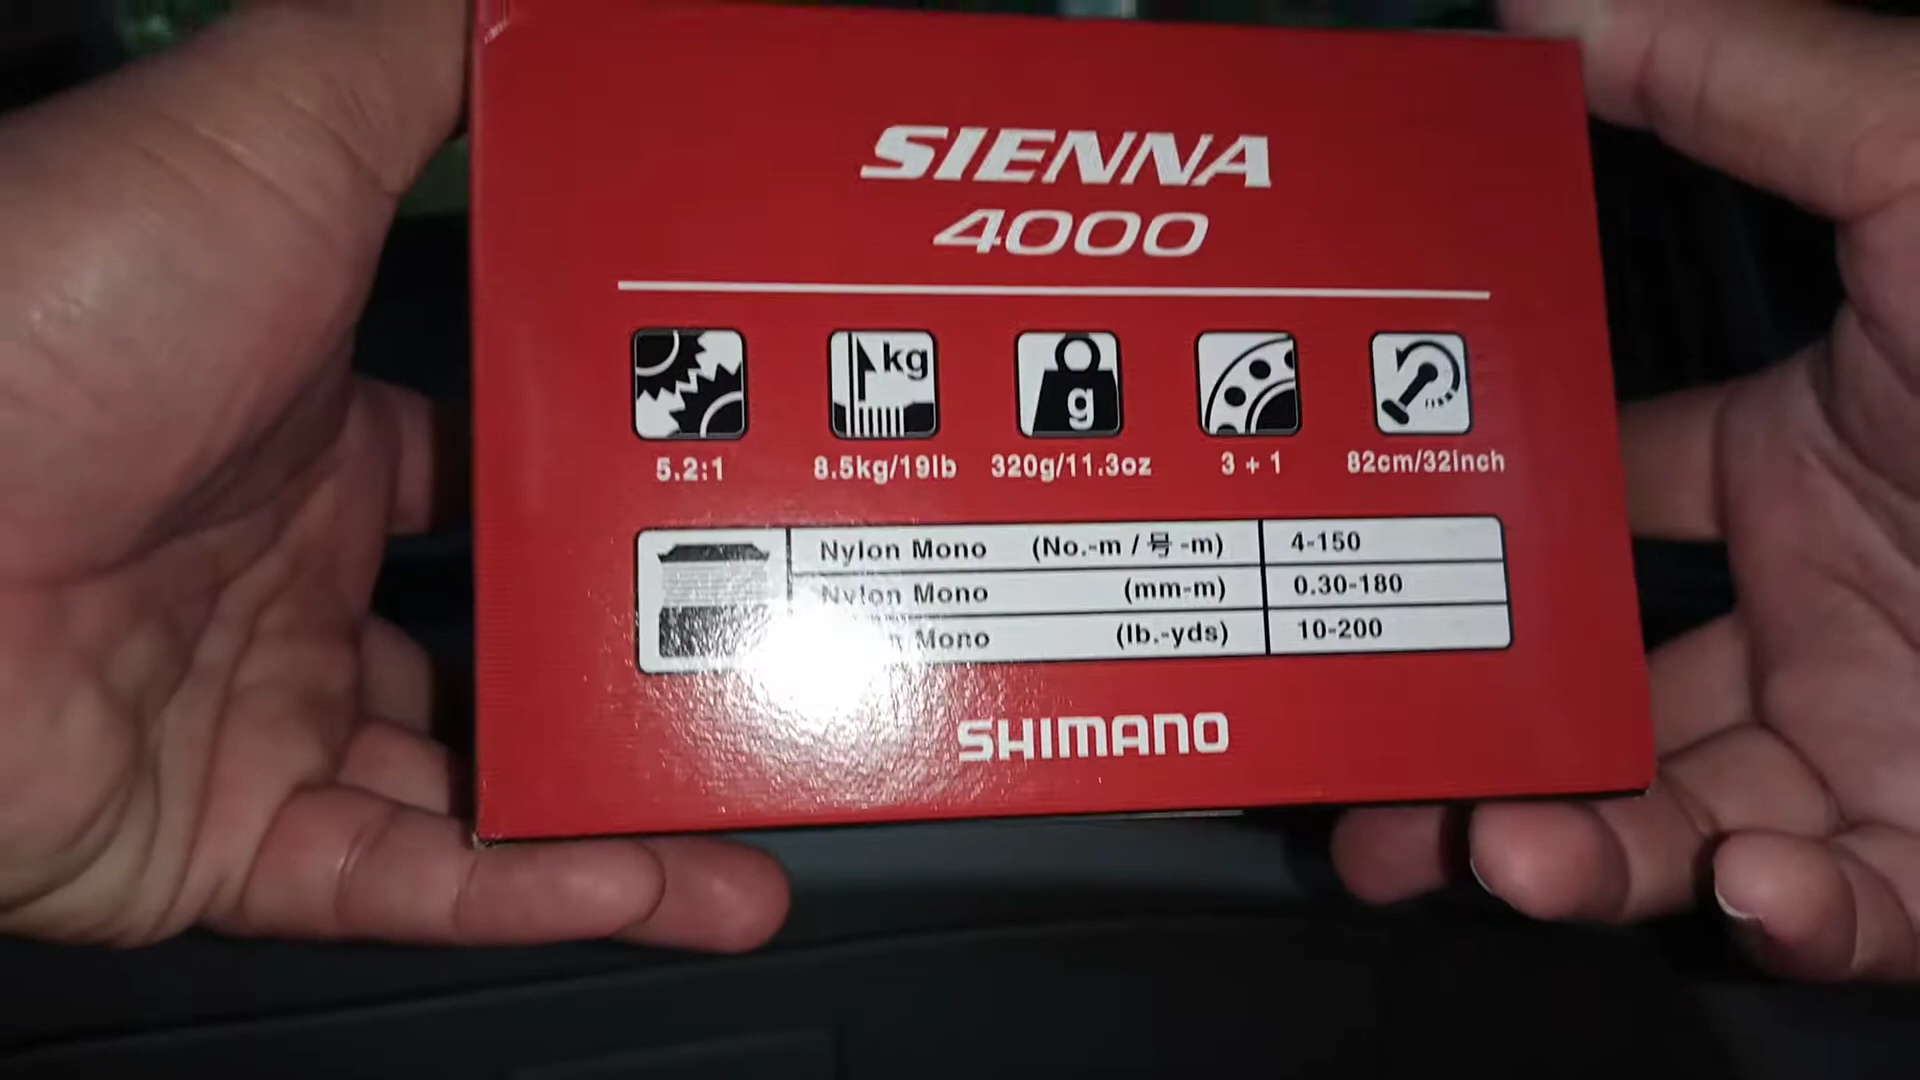 SIENNA
4000
kg
g
5.2:1 8.5kg/19lb 320g/11.3oz 3 + 1 82cm/32inch
Nylon Mono (No.-m / 号 -m) 4-150
Nylon Mono (mm-m) 0.30-180
Mono (lb.-yds) 10-200
SHIMANO